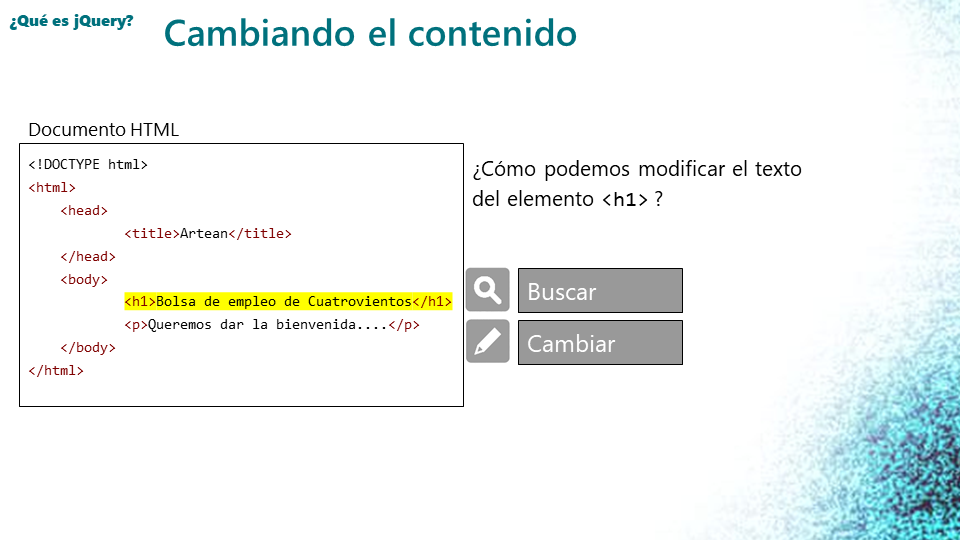 ¿Qué es jQuery?
Cambiando el contenido
Documento HTML
<!DOCTYPE html>
<html>
<head>
<title>Artean</title>
</head>
<body>
<h1>Bolsa de empleo de Cuatrovientos</h1>
<p>Queremos dar la bienvenida....</p>
</body>
</html>
¿Cómo podemos modificar el texto
del elemento <h1> ?
Buscar
Cambiar